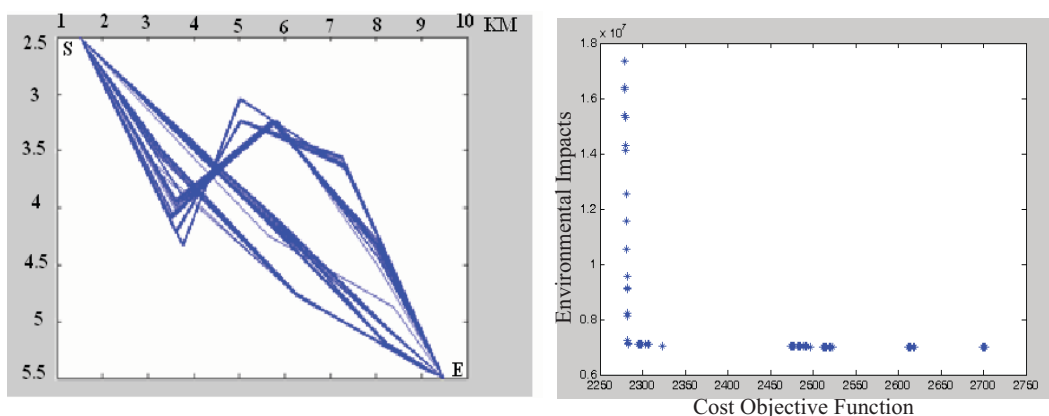 1 2 3 4 5 6 7 8 9 10 KM
2.5
S
3
3.5
4
4.5
5
5.5
E
x 10⁷
1.8
1.6
1.4
1.2
1
0.8
0.6
Environmental Impacts
2250 2300 2350 2400 2450 2500 2550 2600 2650 2700 2750
Cost Objective Function